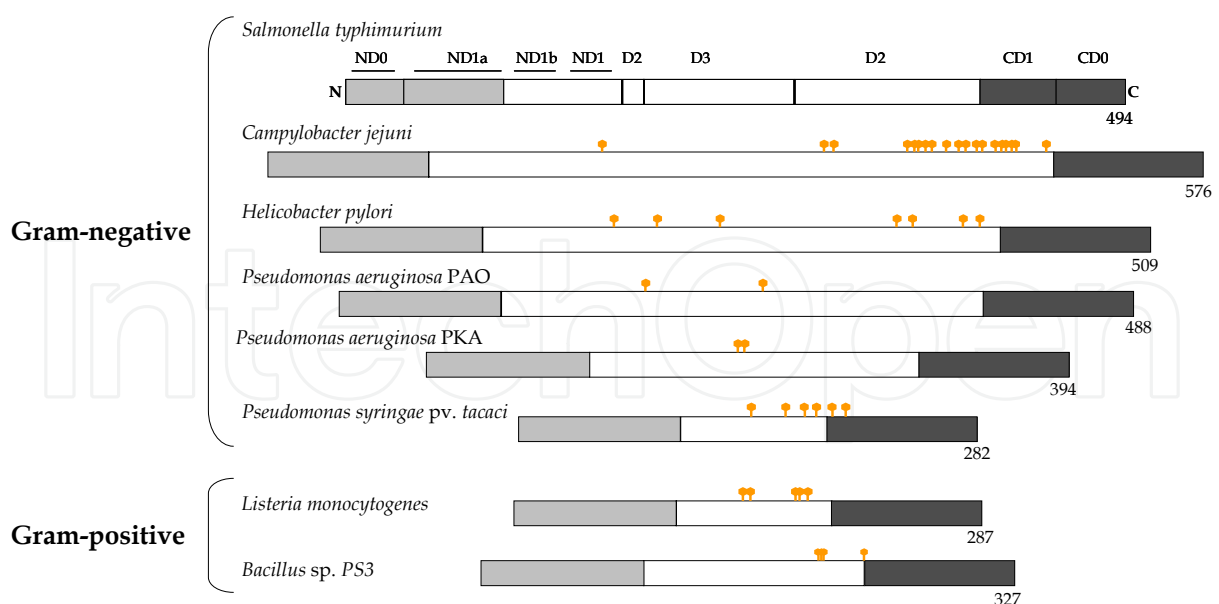 Salmonella typhimurium
ND0 ND1a ND1b ND1 D2 D3 D2 CD1 CD0
N C
494
Campylobacter jejuni
576
Gram-negative
Helicobacter pylori
509
Pseudomonas aeruginosa PAO
488
Pseudomonas aeruginosa PKA
394
Pseudomonas syringae pv. tacaci
282
Listeria monocytogenes
287
Gram-positive
Bacillus sp. PS3
327
IntechOpen